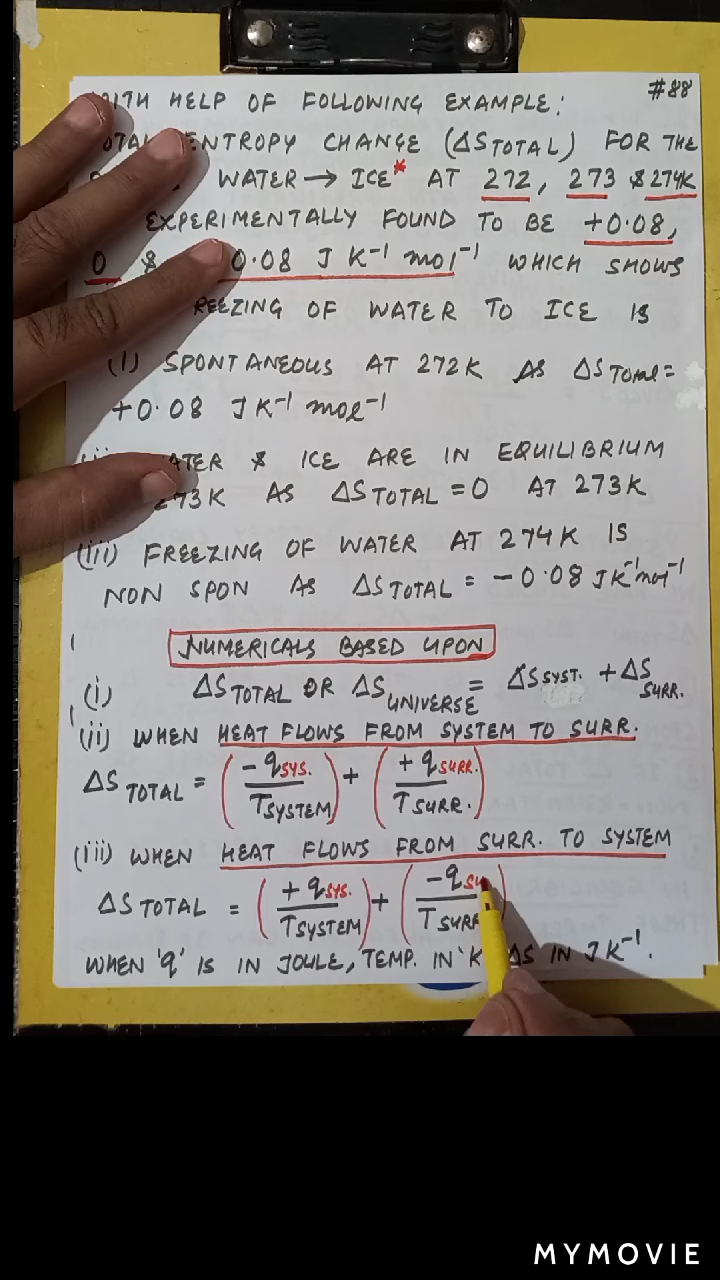 #88
WITH HELP OF FOLLOWING EXAMPLE:
ENTROPY CHANGE (ΔS TOTAL) FOR THE
WATER → ICE* AT 272, 273 & 274K
EXPERIMENTALLY FOUND TO BE +0.08,
0 & 0.08 J K⁻¹ mol⁻¹ WHICH SHOWS
REEZING OF WATER TO ICE IS
(i) SPONTANEOUS AT 272K AS ΔS TOTAL =
+0.08 J K⁻¹ mol⁻¹
ATER & ICE ARE IN EQUILIBRIUM
273K AS ΔS TOTAL = 0 AT 273K
(iii) FREEZING OF WATER AT 274K IS
NON SPON AS ΔS TOTAL = -0.08 JK⁻¹mol⁻¹
NUMERICALS BASED UPON
(i) ΔS TOTAL OR ΔS UNIVERSE = ΔS SYST. + ΔS SURR.
(ii) WHEN HEAT FLOWS FROM SYSTEM TO SURR.
ΔS TOTAL = (-q SYS. / T SYSTEM) + (+q SURR. / T SURR.)
(iii) WHEN HEAT FLOWS FROM SURR. TO SYSTEM
ΔS TOTAL = (+q SYS. / T SYSTEM) + (-q SU / T SURR)
WHEN 'q' IS IN JOULE, TEMP. IN 'K' ΔS IN J K⁻¹.
MYMOVIE